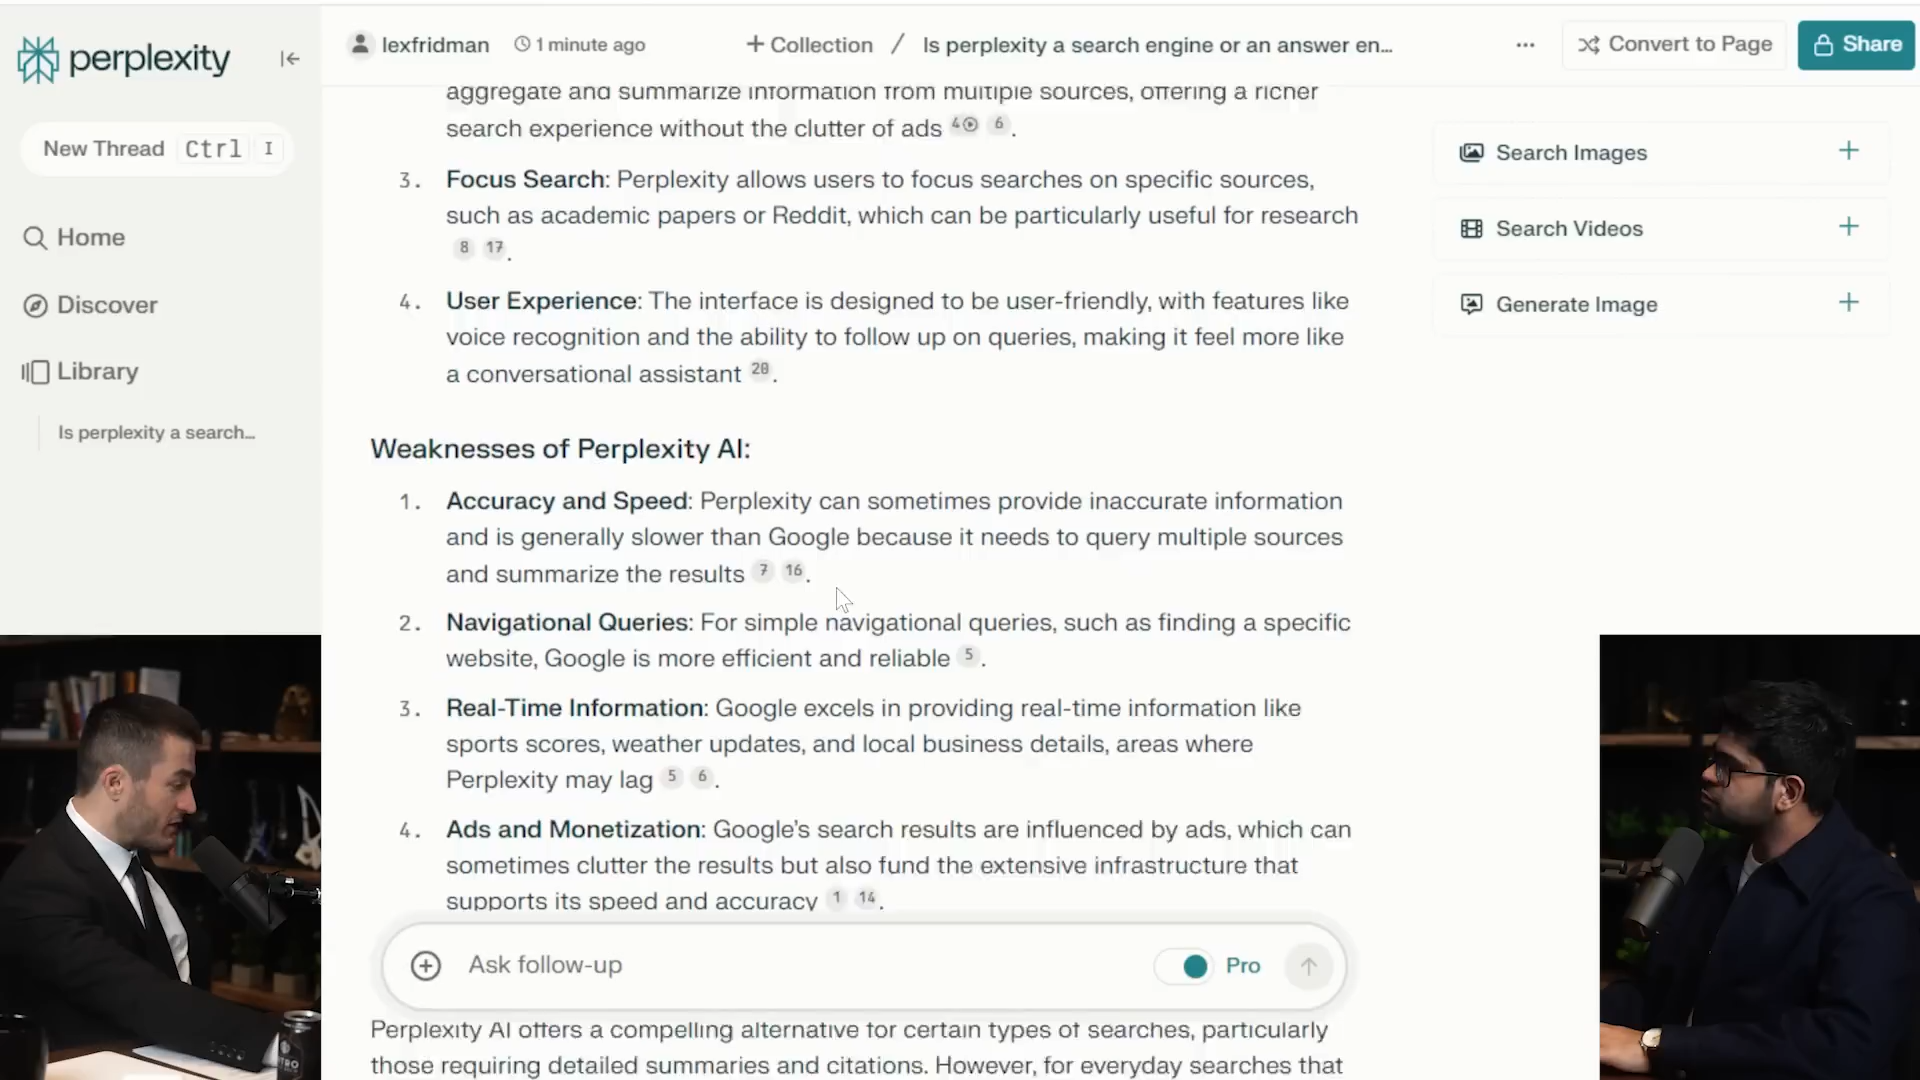 perplexity
New Thread Ctrl I
Home
Discover
Library
Is perplexity a search...
lexfridman 1 minute ago + Collection / Is perplexity a search engine or an answer en... ... Convert to Page Share
aggregate and summarize information from multiple sources, offering a richer
search experience without the clutter of ads 4 6 .
3. Focus Search: Perplexity allows users to focus searches on specific sources,
such as academic papers or Reddit, which can be particularly useful for research
8 17 .
4. User Experience: The interface is designed to be user-friendly, with features like
voice recognition and the ability to follow up on queries, making it feel more like
a conversational assistant 20 .
Weaknesses of Perplexity AI:
1. Accuracy and Speed: Perplexity can sometimes provide inaccurate information
and is generally slower than Google because it needs to query multiple sources
and summarize the results 7 16 .
2. Navigational Queries: For simple navigational queries, such as finding a specific
website, Google is more efficient and reliable 5 .
3. Real-Time Information: Google excels in providing real-time information like
sports scores, weather updates, and local business details, areas where
Perplexity may lag 5 6 .
4. Ads and Monetization: Google's search results are influenced by ads, which can
sometimes clutter the results but also fund the extensive infrastructure that
supports its speed and accuracy 1 14 .
Ask follow-up Pro
Perplexity AI offers a compelling alternative for certain types of searches, particularly
those requiring detailed summaries and citations. However, for everyday searches that
Search Images +
Search Videos +
Generate Image +